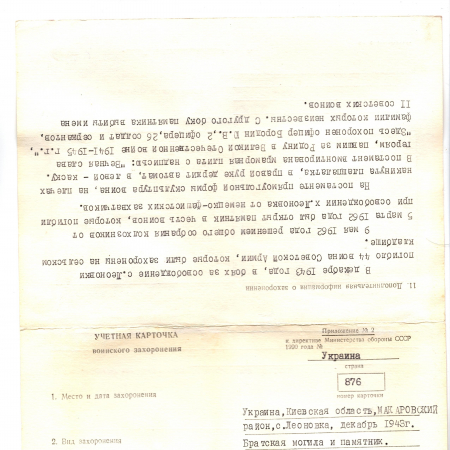 11. Дополнительная информация о захоронении
В декабре 1943 года, в боях за освобождение с.Леоновки
погибло 44 воина Советской Армии, которые были захоронены на сельском
кладбище.
9 мая 1962 года решением общего собрания колхозников от
5 марта 1962 года был открыт памятник в честь воинов, которые погибли
при освобождении х.Леоновка от немецко-фашистских захватчиков.
На постаменте прямоугольной формы скульптура воина, на плечах
накинута плащпалатка, в правой руке держит автомат, в левой - каску.
В постамент вмонтирована мраморная плита с надписью: "Вечная слава
героям, павшим за Родину в Великой Отечественной войне 1941-1945 г.г.",
"Здесь похоронен офицер Бородин Г.В., 2 офицера, 26 солдат и сержантов
фамилии которых неизвестны. С другого боку памятника выбиты имена
11 советских воинов.
УЧЕТНАЯ КАРТОЧКА
воинского захоронения
Приложение № 2
к директиве Министерства обороны СССР
1990 года №
Украина
страна
876
номер карточки
1. Место и дата захоронения
Украина,Киевская область,МАКАРОВСКИЙ
район,с.Леоновка, декабрь 1943г.
2. Вид захоронения
Братская могила и памятник.